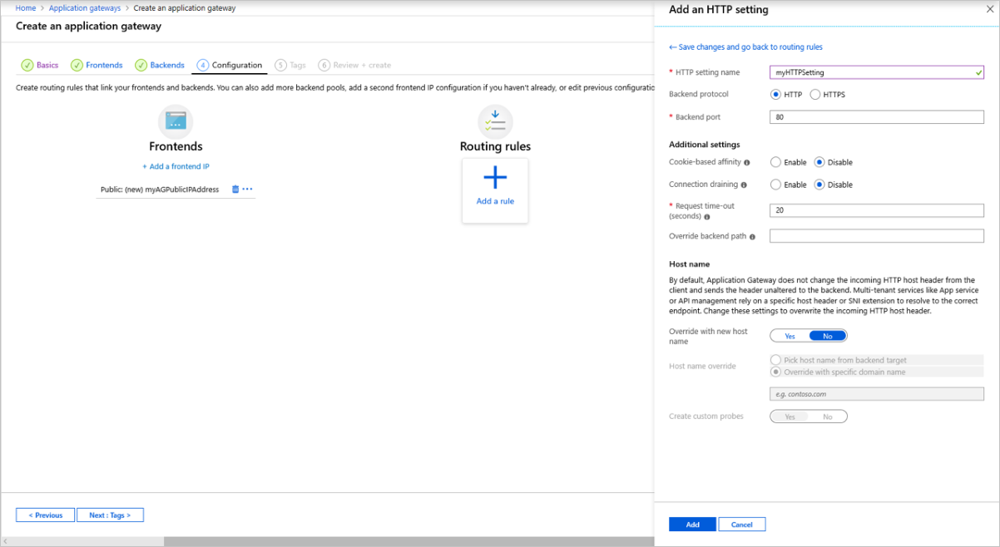 Home > Application gateways > Create an application gateway
Create an application gateway
Basics Frontends Backends 4 Configuration 5 Tags 6 Review + create
Create routing rules that link your frontends and backends. You can also add more backend pools, add a second frontend IP configuration if you haven't already, or edit previous configuratio
Frontends
+ Add a frontend IP
Public: (new) myAGPublicIPAddress
Routing rules
Add a rule
< Previous
Next : Tags >
Add an HTTP setting
← Save changes and go back to routing rules
* HTTP setting name myHTTPSetting
Backend protocol HTTP HTTPS
* Backend port 80
Additional settings
Cookie-based affinity Enable Disable
Connection draining Enable Disable
* Request time-out
(seconds) 20
Override backend path
Host name
By default, Application Gateway does not change the incoming HTTP host header from the
client and sends the header unaltered to the backend. Multi-tenant services like App service
or API management rely on a specific host header or SNI extension to resolve to the correct
endpoint. Change these settings to overwrite the incoming HTTP host header.
Override with new host
name Yes No
Host name override Pick host name from backend target
Override with specific domain name
e.g. contoso.com
Create custom probes Yes No
Add Cancel